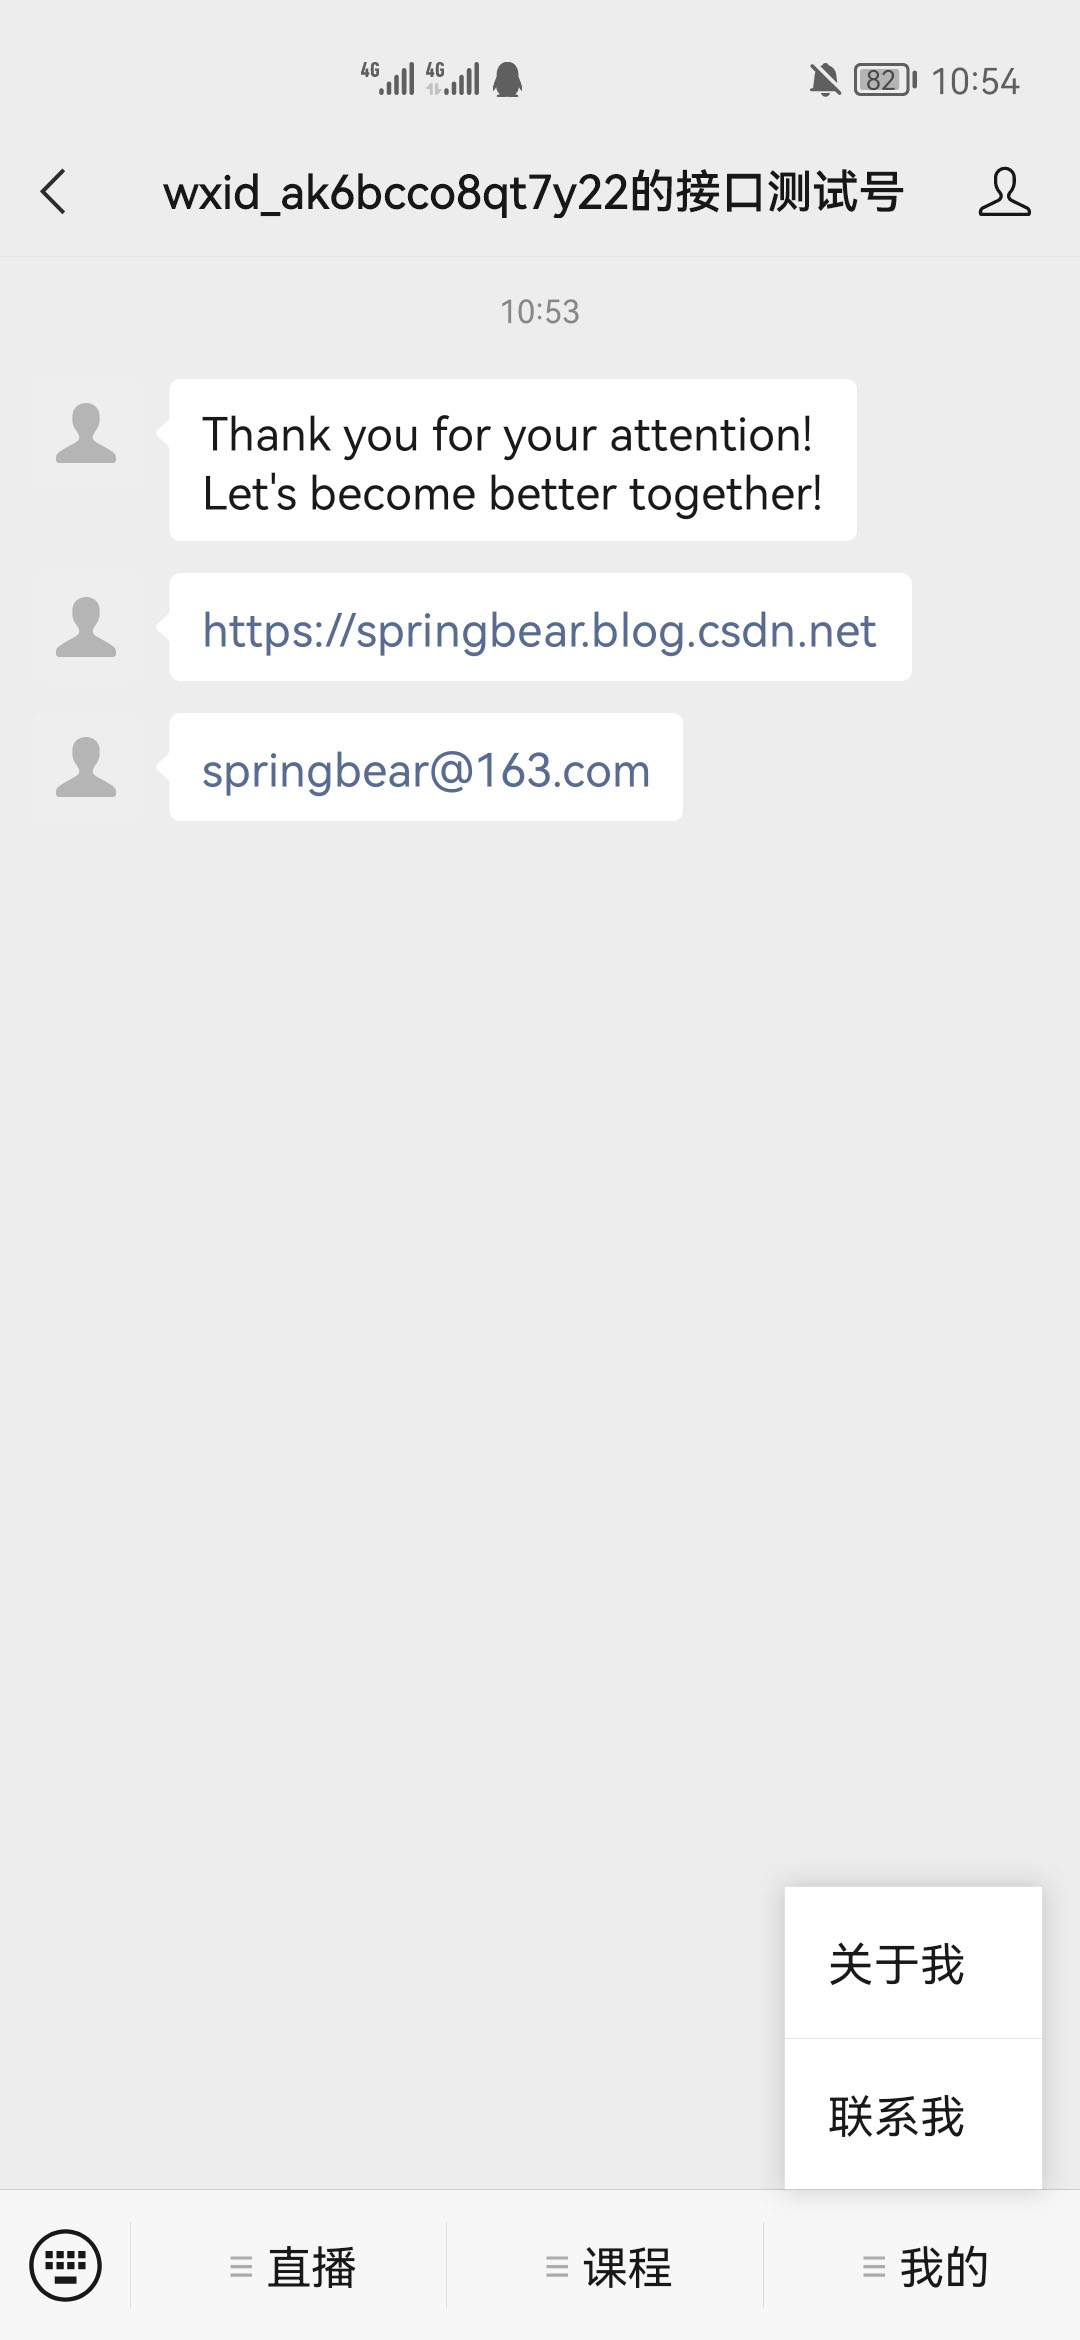 4G 4G 82 10:54
wxid_ak6bcco8qt7y22的接口测试号
10:53
Thank you for your attention!
Let's become better together!
https://springbear.blog.csdn.net
springbear@163.com
关于我
联系我
直播 课程 我的